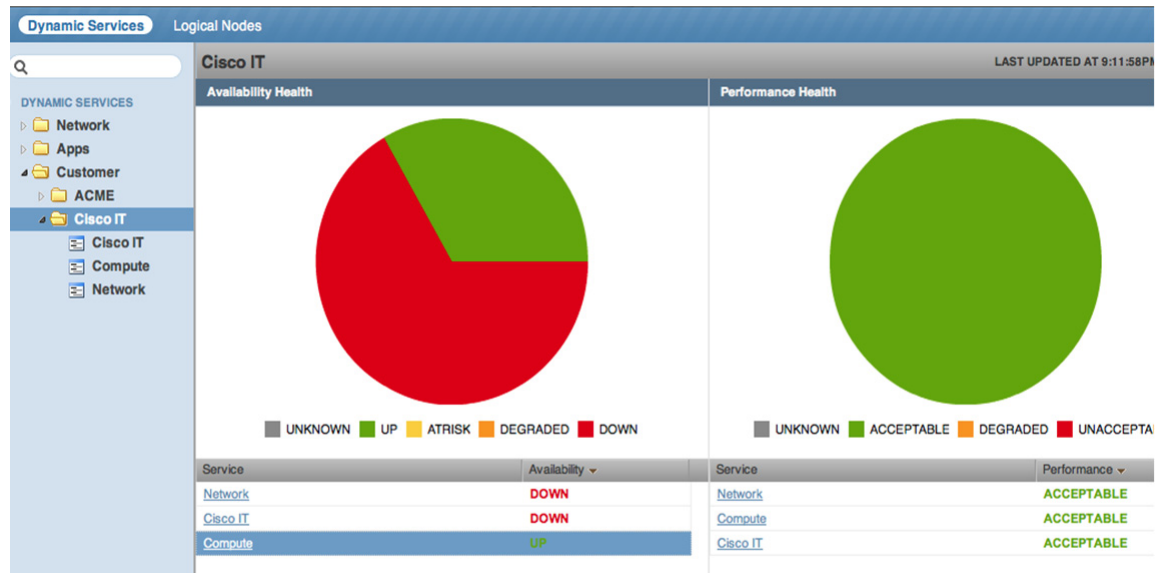 Dynamic Services Logical Nodes
Cisco IT LAST UPDATED AT 9:11:58PM
DYNAMIC SERVICES
Network
Apps
Customer
ACME
Cisco IT
Cisco IT
Compute
Network
Availability Health
UNKNOWN UP ATRISK DEGRADED DOWN
Service Availability
Network DOWN
Cisco IT DOWN
Compute UP
Performance Health
UNKNOWN ACCEPTABLE DEGRADED UNACCEPTA
Service Performance
Network ACCEPTABLE
Compute ACCEPTABLE
Cisco IT ACCEPTABLE